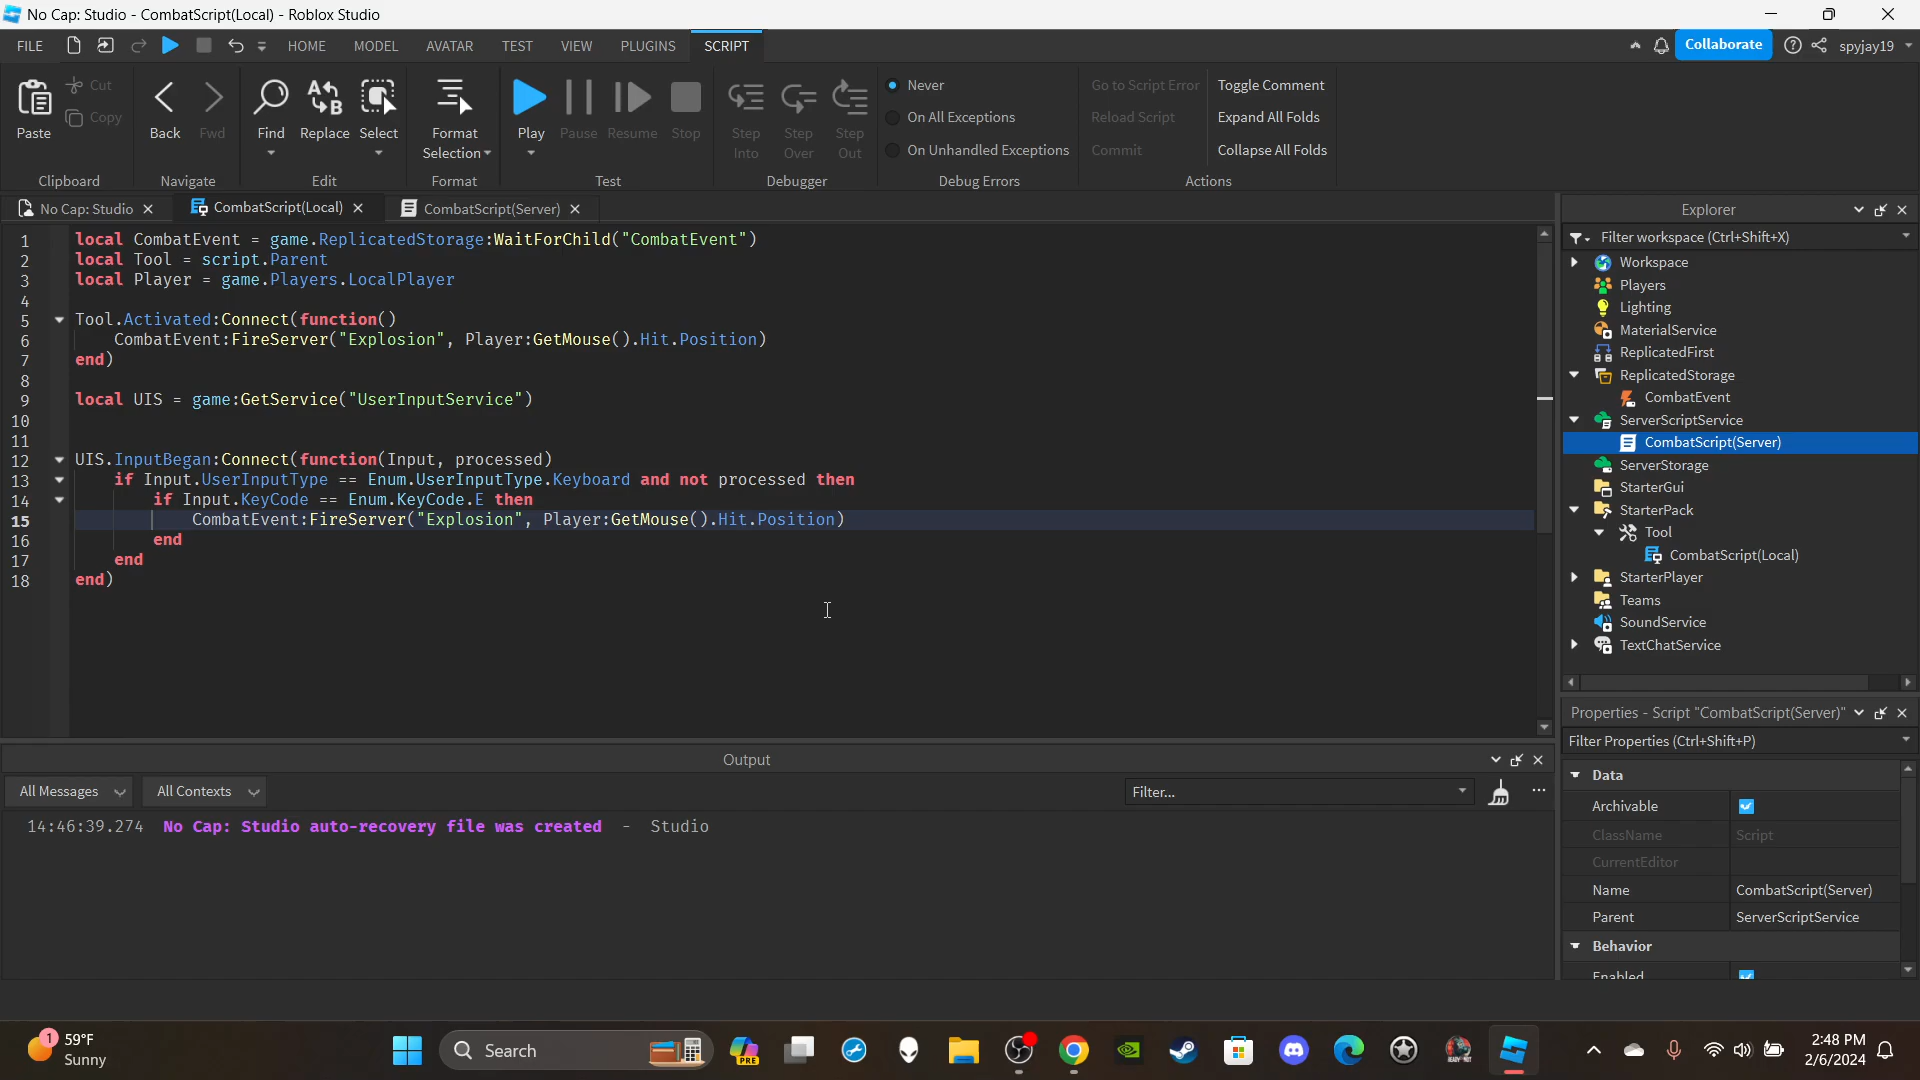 No Cap: Studio - CombatScript(Local) - Roblox Studio
FILE HOME MODEL AVATAR TEST VIEW PLUGINS SCRIPT Collaborate spyjay19
Paste Cut Copy
Clipboard
Back Fwd
Navigate
Find Replace Select
Edit
Format Selection
Format
Play Pause Resume Stop
Test
Step Into Step Over Step Out
Debugger
Never
On All Exceptions
On Unhandled Exceptions
Debug Errors
Go to Script Error
Reload Script
Commit
Toggle Comment
Expand All Folds
Collapse All Folds
Actions
No Cap: Studio CombatScript(Local) CombatScript(Server)
1 local CombatEvent = game.ReplicatedStorage:WaitForChild("CombatEvent")
2 local Tool = script.Parent
3 local Player = game.Players.LocalPlayer
4
5 Tool.Activated:Connect(function()
6 CombatEvent:FireServer("Explosion", Player:GetMouse().Hit.Position)
7 end)
8
9 local UIS = game:GetService("UserInputService")
10
11
12 UIS.InputBegan:Connect(function(Input, processed)
13 if Input.UserInputType == Enum.UserInputType.Keyboard and not processed then
14 if Input.KeyCode == Enum.KeyCode.E then
15 CombatEvent:FireServer("Explosion", Player:GetMouse().Hit.Position)
16 end
17 end
18 end)
Explorer
Filter workspace (Ctrl+Shift+X)
Workspace
Players
Lighting
MaterialService
ReplicatedFirst
ReplicatedStorage
CombatEvent
ServerScriptService
CombatScript(Server)
ServerStorage
StarterGui
StarterPack
Tool
CombatScript(Local)
StarterPlayer
Teams
SoundService
TextChatService
Properties - Script "CombatScript(Server)"
Filter Properties (Ctrl+Shift+P)
Data
Archivable
ClassName Script
CurrentEditor
Name CombatScript(Server)
Parent ServerScriptService
Behavior
Enabled
Output
All Messages All Contexts Filter... ...
14:46:39.274 No Cap: Studio auto-recovery file was created - Studio
1 59°F
Sunny
Search
PRE
2:48 PM
2/6/2024